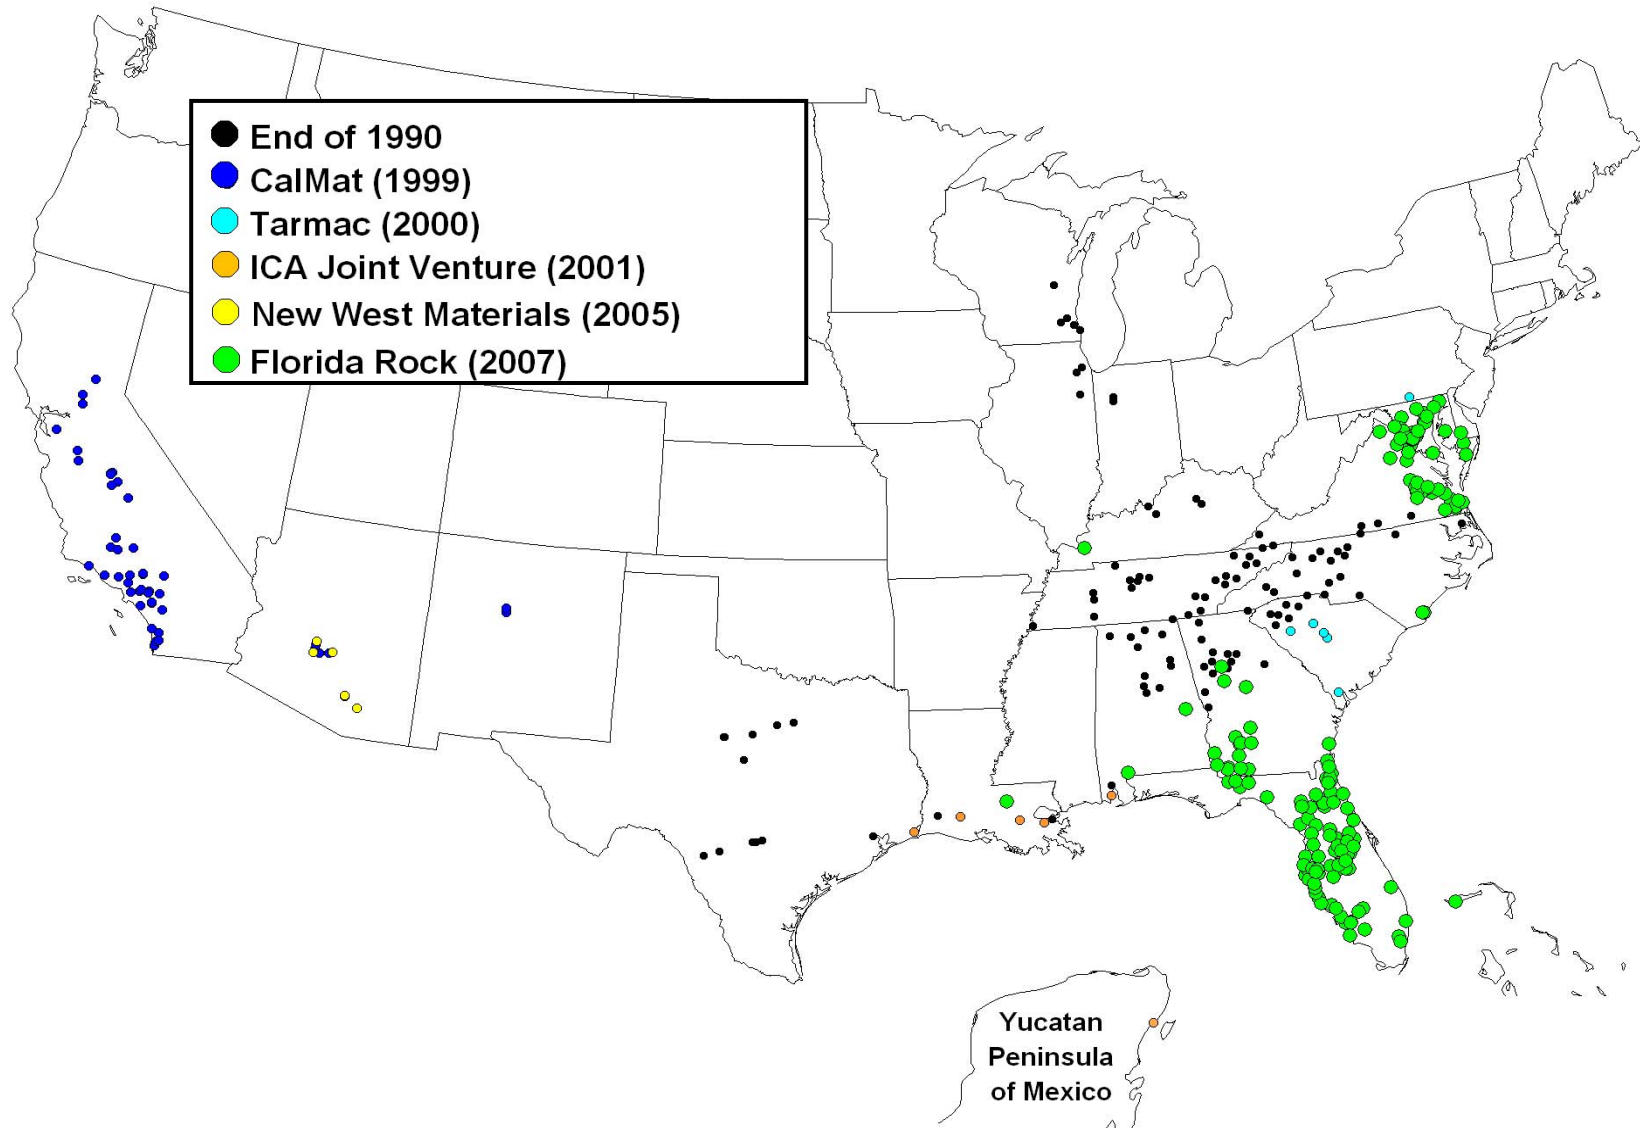 End of 1990
CalMat (1999)
Tarmac (2000)
ICA Joint Venture (2001)
New West Materials (2005)
Florida Rock (2007)
Yucatan
Peninsula
of Mexico